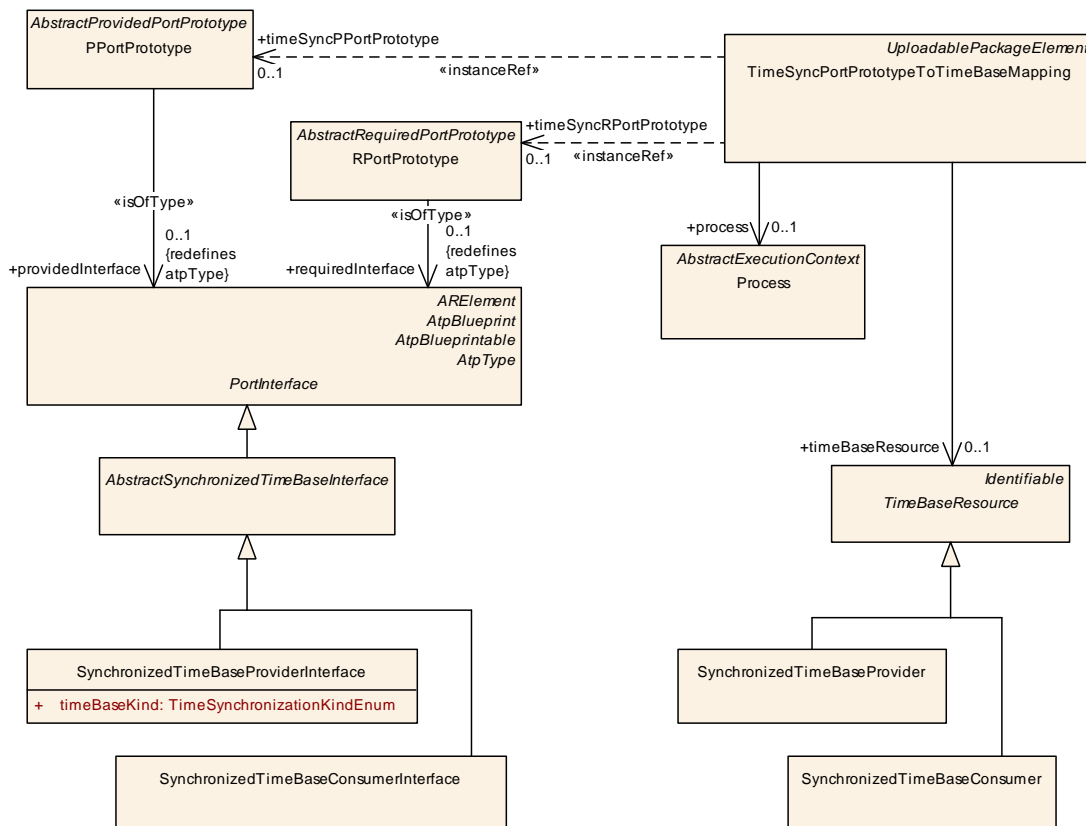 AbstractProvidedPortPrototype
PPortPrototype
+timeSyncPPortPrototype
0..1
«instanceRef»
UploadablePackageElement
TimeSyncPortPrototypeToTimeBaseMapping
AbstractRequiredPortPrototype
RPortPrototype
+timeSyncRPortPrototype
0..1
«instanceRef»
«isOfType»
0..1
{redefines
atpType}
+providedInterface
«isOfType»
0..1
{redefines
atpType}
+requiredInterface
+process
0..1
AbstractExecutionContext
Process
ARElement
AtpBlueprint
AtpBlueprintable
AtpType
PortInterface
AbstractSynchronizedTimeBaseInterface
+timeBaseResource
0..1
Identifiable
TimeBaseResource
SynchronizedTimeBaseProviderInterface
+ timeBaseKind: TimeSynchronizationKindEnum
SynchronizedTimeBaseProvider
SynchronizedTimeBaseConsumerInterface
SynchronizedTimeBaseConsumer